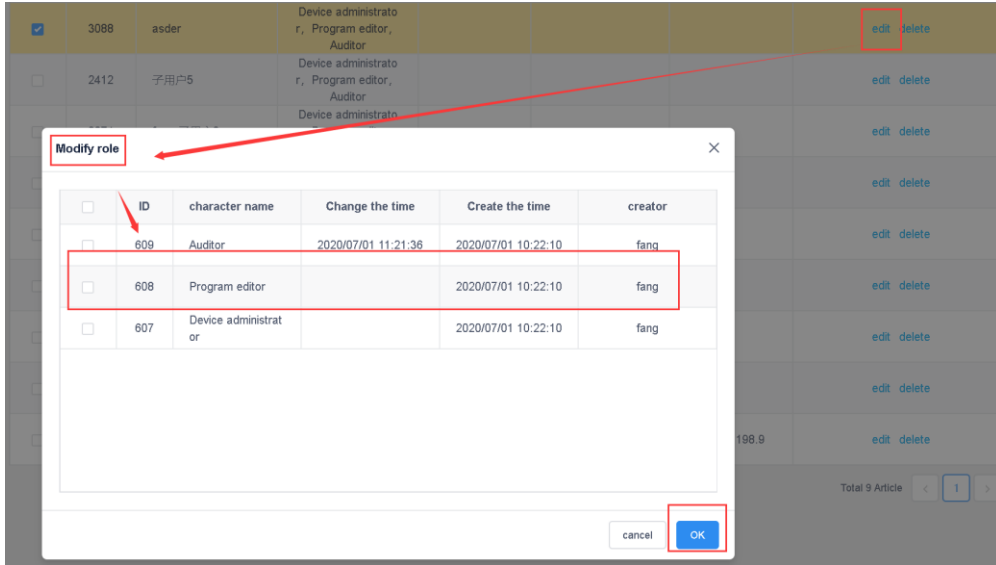 Device administrato
3088 asder r, Program editor, edit delete
Auditor
Device administrato
2412 子用户5 r, Program editor, edit delete
Auditor
Device administrato
edit delete
Modify role
edit delete
ID character name Change the time Create the time creator
609 Auditor 2020/07/01 11:21:36 2020/07/01 10:22:10 fang
edit delete
608 Program editor 2020/07/01 10:22:10 fang
edit delete
607 Device administrat 2020/07/01 10:22:10 fang
or
edit delete
edit delete
198.9 edit delete
Total 9 Article < 1 >
cancel OK